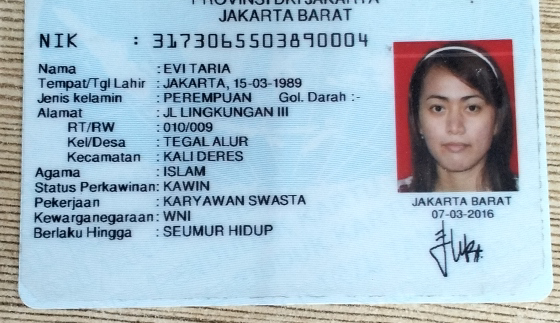 PROVINSI DKI JAKARTA
JAKARTA BARAT
NIK : 3173065503890004
Nama : EVI TARIA
Tempat/Tgl Lahir : JAKARTA, 15-03-1989
Jenis kelamin : PEREMPUAN Gol. Darah : -
Alamat : JL LINGKUNGAN III
RT/RW : 010/009
Kel/Desa : TEGAL ALUR
Kecamatan : KALI DERES
Agama : ISLAM
Status Perkawinan: KAWIN
Pekerjaan : KARYAWAN SWASTA
Kewarganegaraan: WNI
Berlaku Hingga : SEUMUR HIDUP
JAKARTA BARAT
07-03-2016